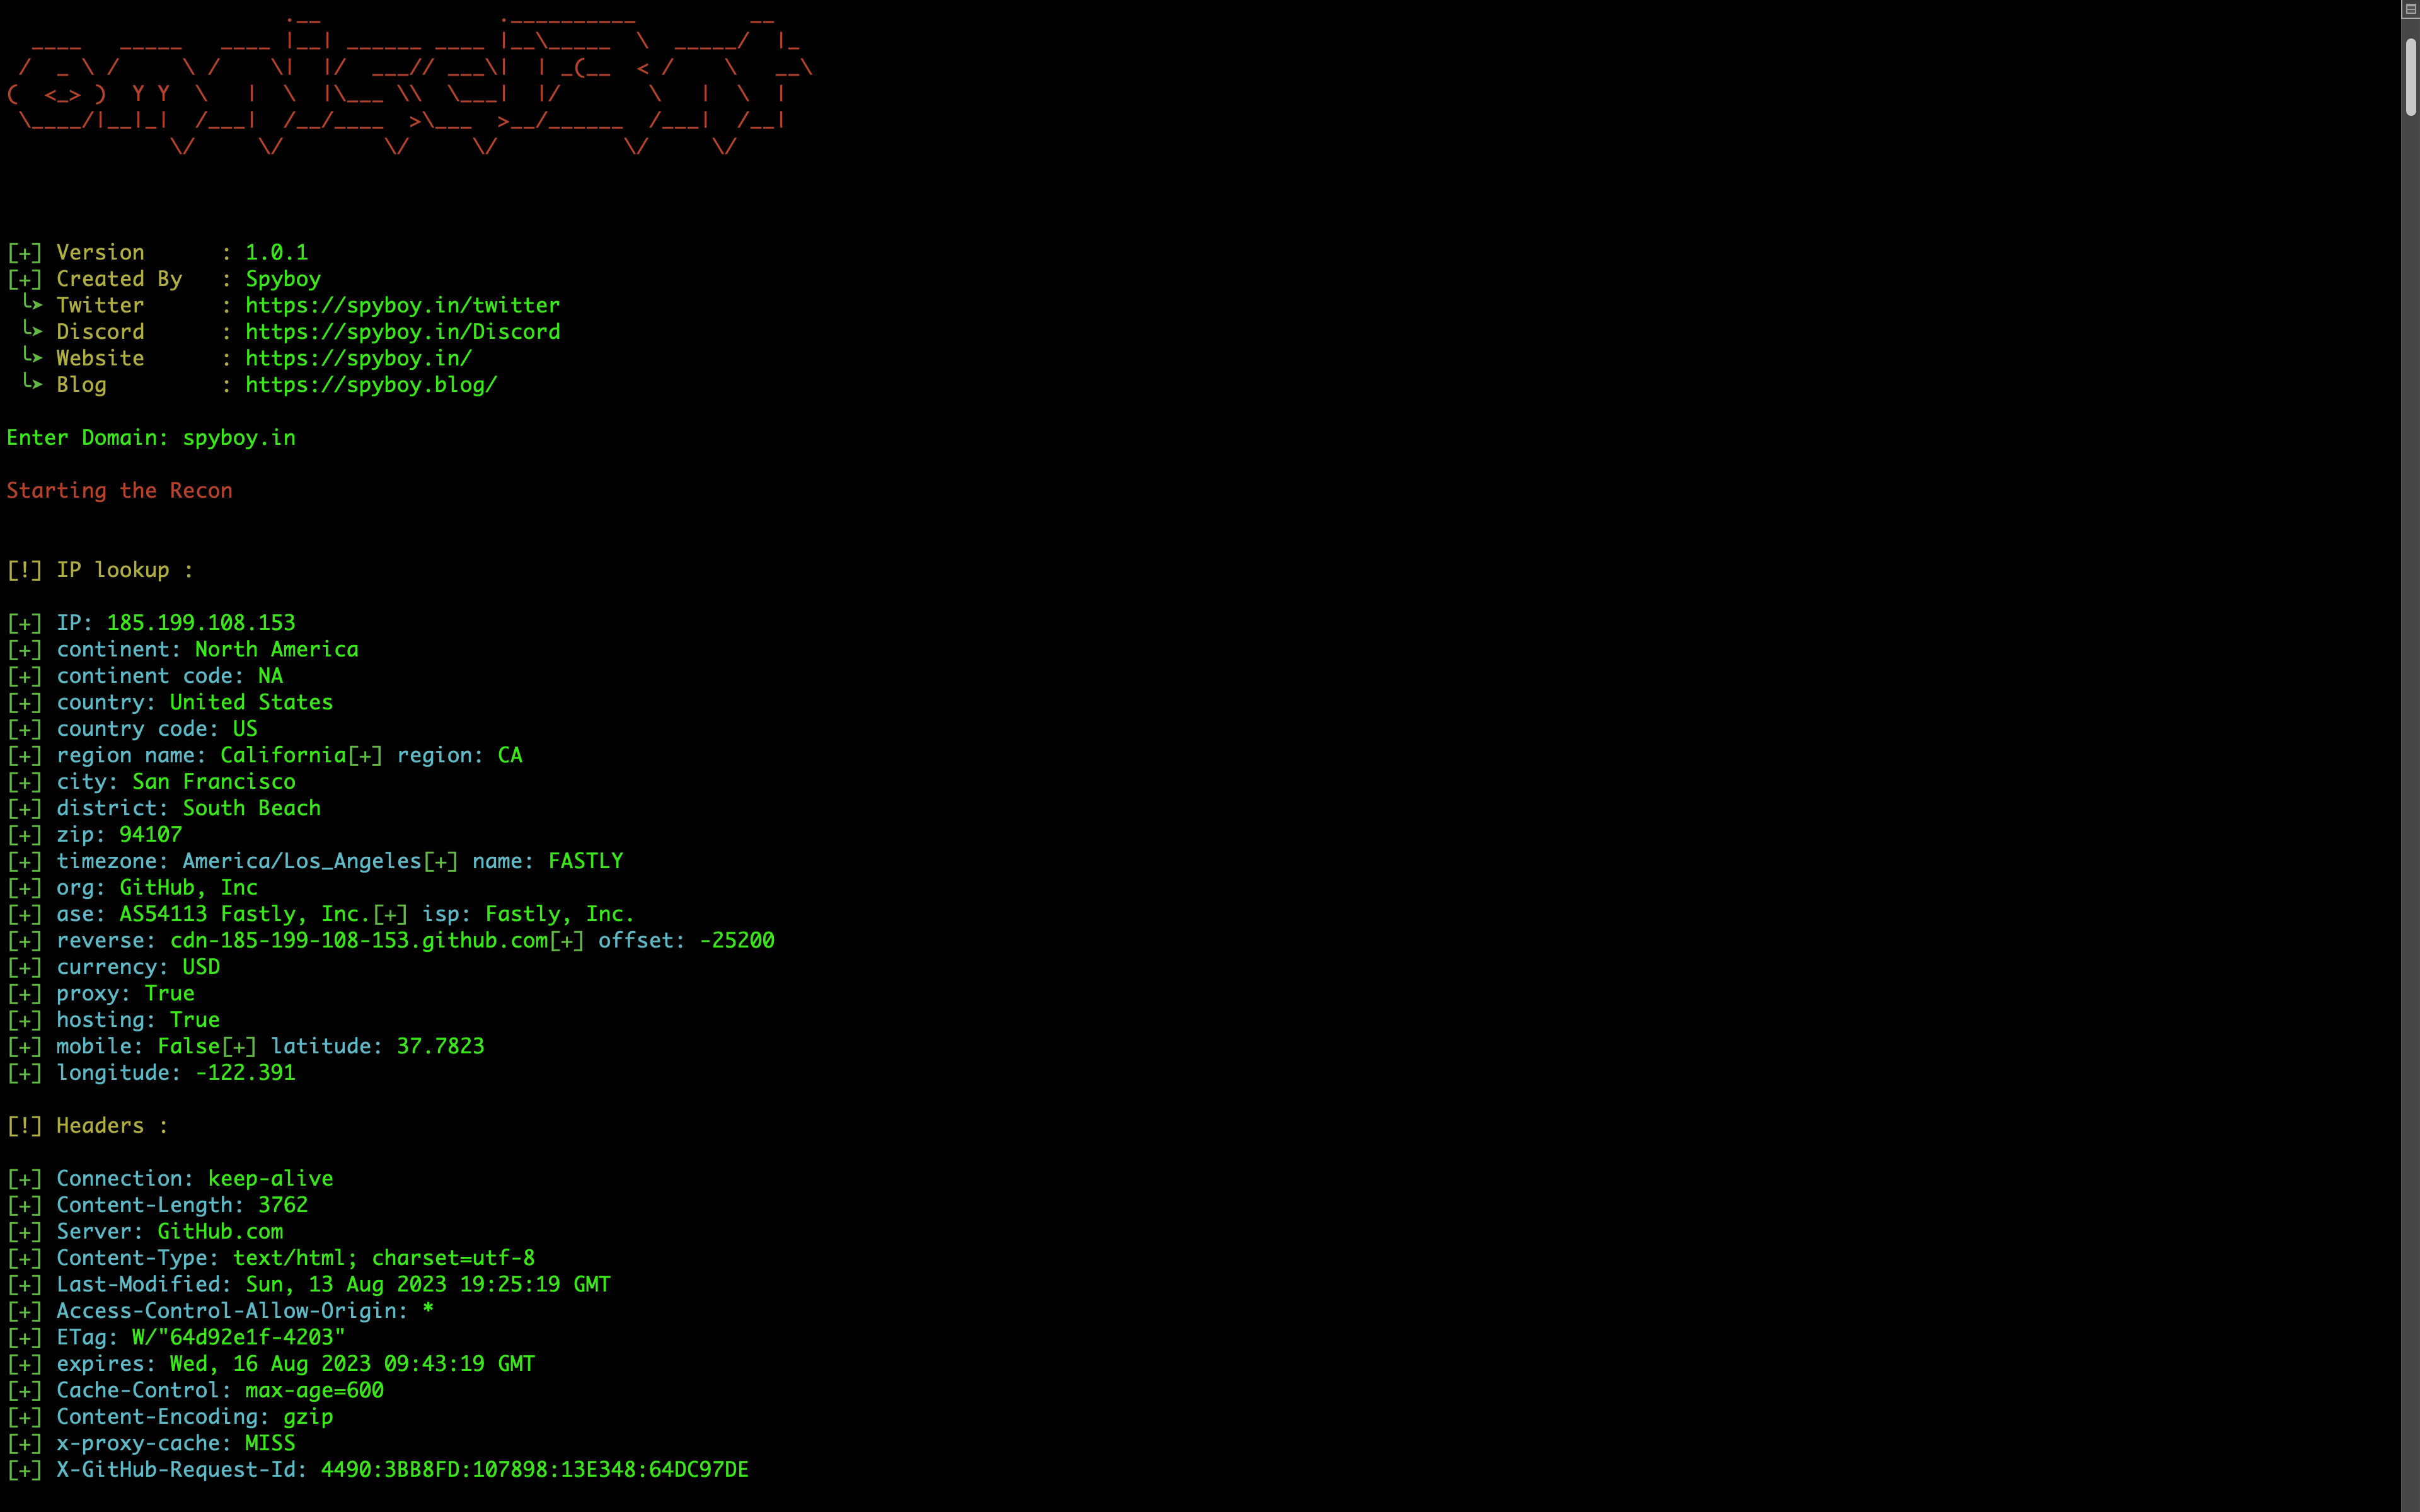 omnisci3nt
[+] Version : 1.0.1
[+] Created By : Spyboy
╰➤ Twitter : https://spyboy.in/twitter
╰➤ Discord : https://spyboy.in/Discord
╰➤ Website : https://spyboy.in/
╰➤ Blog : https://spyboy.blog/
Enter Domain: spyboy.in
Starting the Recon
[!] IP lookup :
[+] IP: 185.199.108.153
[+] continent: North America
[+] continent code: NA
[+] country: United States
[+] country code: US
[+] region name: California[+] region: CA
[+] city: San Francisco
[+] district: South Beach
[+] zip: 94107
[+] timezone: America/Los_Angeles[+] name: FASTLY
[+] org: GitHub, Inc
[+] ase: AS54113 Fastly, Inc.[+] isp: Fastly, Inc.
[+] reverse: cdn-185-199-108-153.github.com[+] offset: -25200
[+] currency: USD
[+] proxy: True
[+] hosting: True
[+] mobile: False[+] latitude: 37.7823
[+] longitude: -122.391
[!] Headers :
[+] Connection: keep-alive
[+] Content-Length: 3762
[+] Server: GitHub.com
[+] Content-Type: text/html; charset=utf-8
[+] Last-Modified: Sun, 13 Aug 2023 19:25:19 GMT
[+] Access-Control-Allow-Origin: *
[+] ETag: W/"64d92e1f-4203"
[+] expires: Wed, 16 Aug 2023 09:43:19 GMT
[+] Cache-Control: max-age=600
[+] Content-Encoding: gzip
[+] x-proxy-cache: MISS
[+] X-GitHub-Request-Id: 4490:3BB8FD:107898:13E348:64DC97DE